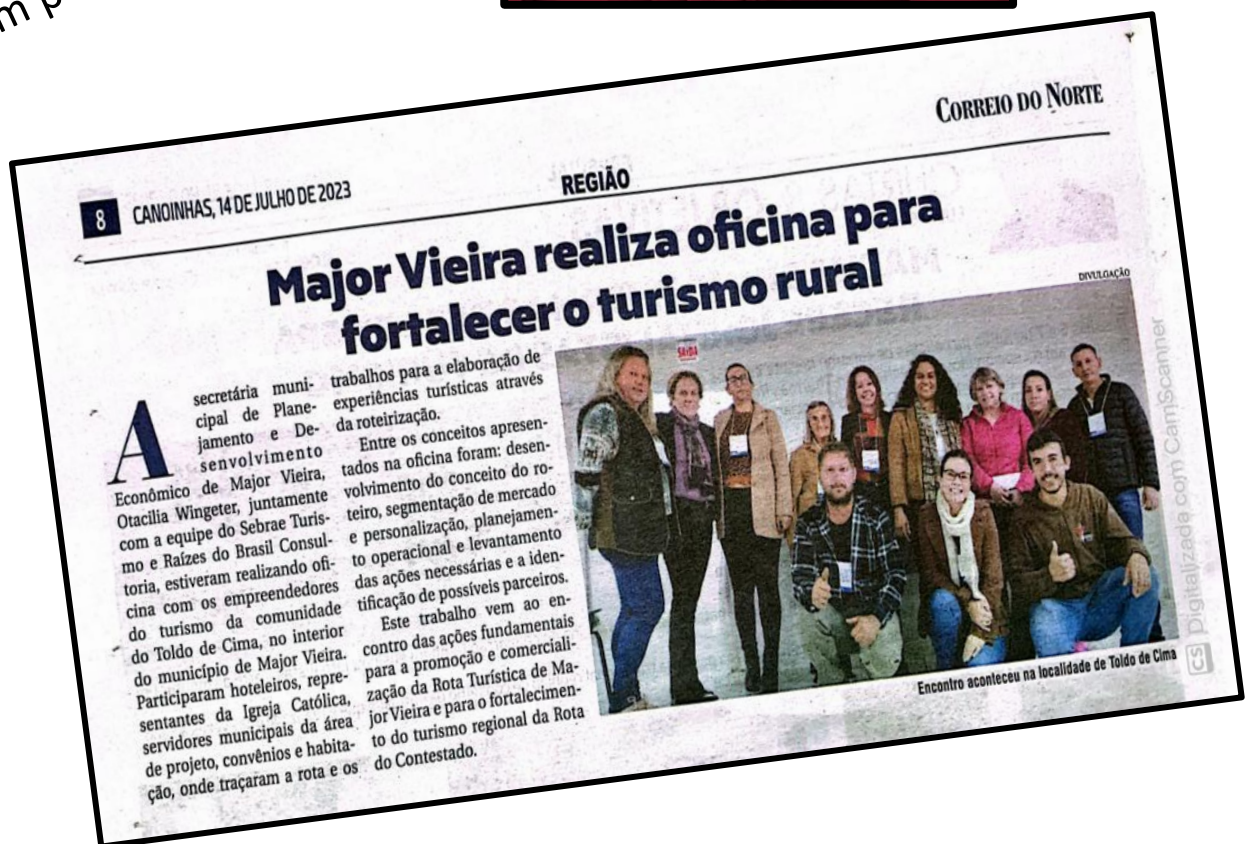 m p
CORREIO DO NORTE
8 CANOINHAS, 14 DE JULHO DE 2023
REGIÃO
Major Vieira realiza oficina para
fortalecer o turismo rural
DIVULGAÇÃO
A secretária muni-
cipal de Plane-
jamento e De-
senvolvimento
Econômico de Major Vieira,
Otacilia Wingeter, juntamente
com a equipe do Sebrae Turis-
mo e Raízes do Brasil Consul-
toria, estiveram realizando ofi-
cina com os empreendedores
do turismo da comunidade
do Toldo de Cima, no interior
do município de Major Vieira.
Participaram hoteleiros, repre-
sentantes da Igreja Católica,
servidores municipais da área
de projeto, convênios e habita-
ção, onde traçaram a rota e os
trabalhos para a elaboração de
experiências turísticas através
da roteirização.
Entre os conceitos apresen-
tados na oficina foram: desen-
volvimento do conceito do ro-
teiro, segmentação de mercado
e personalização, planejamen-
to operacional e levantamento
das ações necessárias e a iden-
tificação de possíveis parceiros.
Este trabalho vem ao en-
contro das ações fundamentais
para a promoção e comerciali-
zação da Rota Turística de Ma-
jor Vieira e para o fortalecimen-
to do turismo regional da Rota
do Contestado.
SAÍDA
Encontro aconteceu na localidade de Toldo de Cima
CS Digitalizada com CamScanner